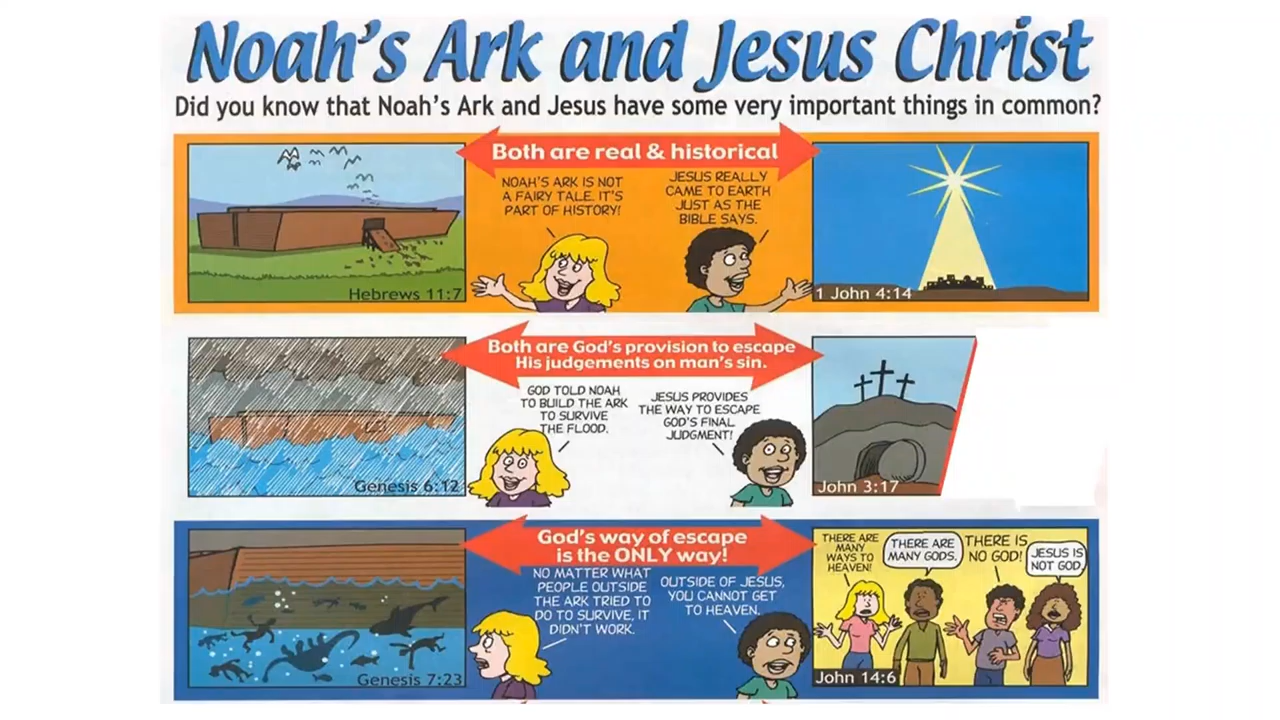 Noah's Ark and Jesus Christ
Did you know that Noah's Ark and Jesus have some very important things in common?
Both are real & historical
NOAH'S ARK IS NOT
A FAIRY TALE. IT'S
PART OF HISTORY!
JESUS REALLY
CAME TO EARTH
JUST AS THE
BIBLE SAYS.
Hebrews 11:7
1 John 4:14
Both are God's provision to escape
His judgements on man's sin.
GOD TOLD NOAH
TO BUILD THE ARK
TO SURVIVE
THE FLOOD.
JESUS PROVIDES
THE WAY TO ESCAPE
GOD'S FINAL
JUDGMENT!
Genesis 6:12
John 3:17
God's way of escape
is the ONLY way!
NO MATTER WHAT
PEOPLE OUTSIDE
THE ARK TRIED TO
DO TO SURVIVE, IT
DIDN'T WORK.
OUTSIDE OF JESUS,
YOU CANNOT GET
TO HEAVEN.
THERE ARE
MANY
WAYS TO
HEAVEN!
THERE ARE
MANY GODS.
THERE IS
NO GOD!
JESUS IS
NOT GOD
Genesis 7:23
John 14:6